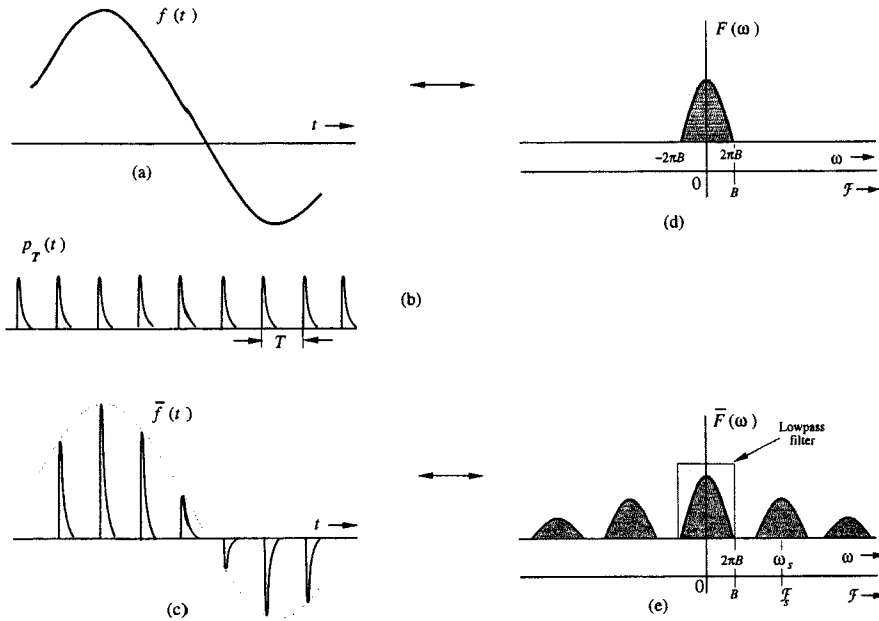 f (t)
t
(a)
p_T (t)
T
(b)
f̅ (t)
t
(c)
F (ω)
−2πB
2πB
ω
0
B
ℱ
(d)
F̅ (ω)
Lowpass
filter
2πB
ω_s
ω
0
B
ℱ_s
ℱ
(e)